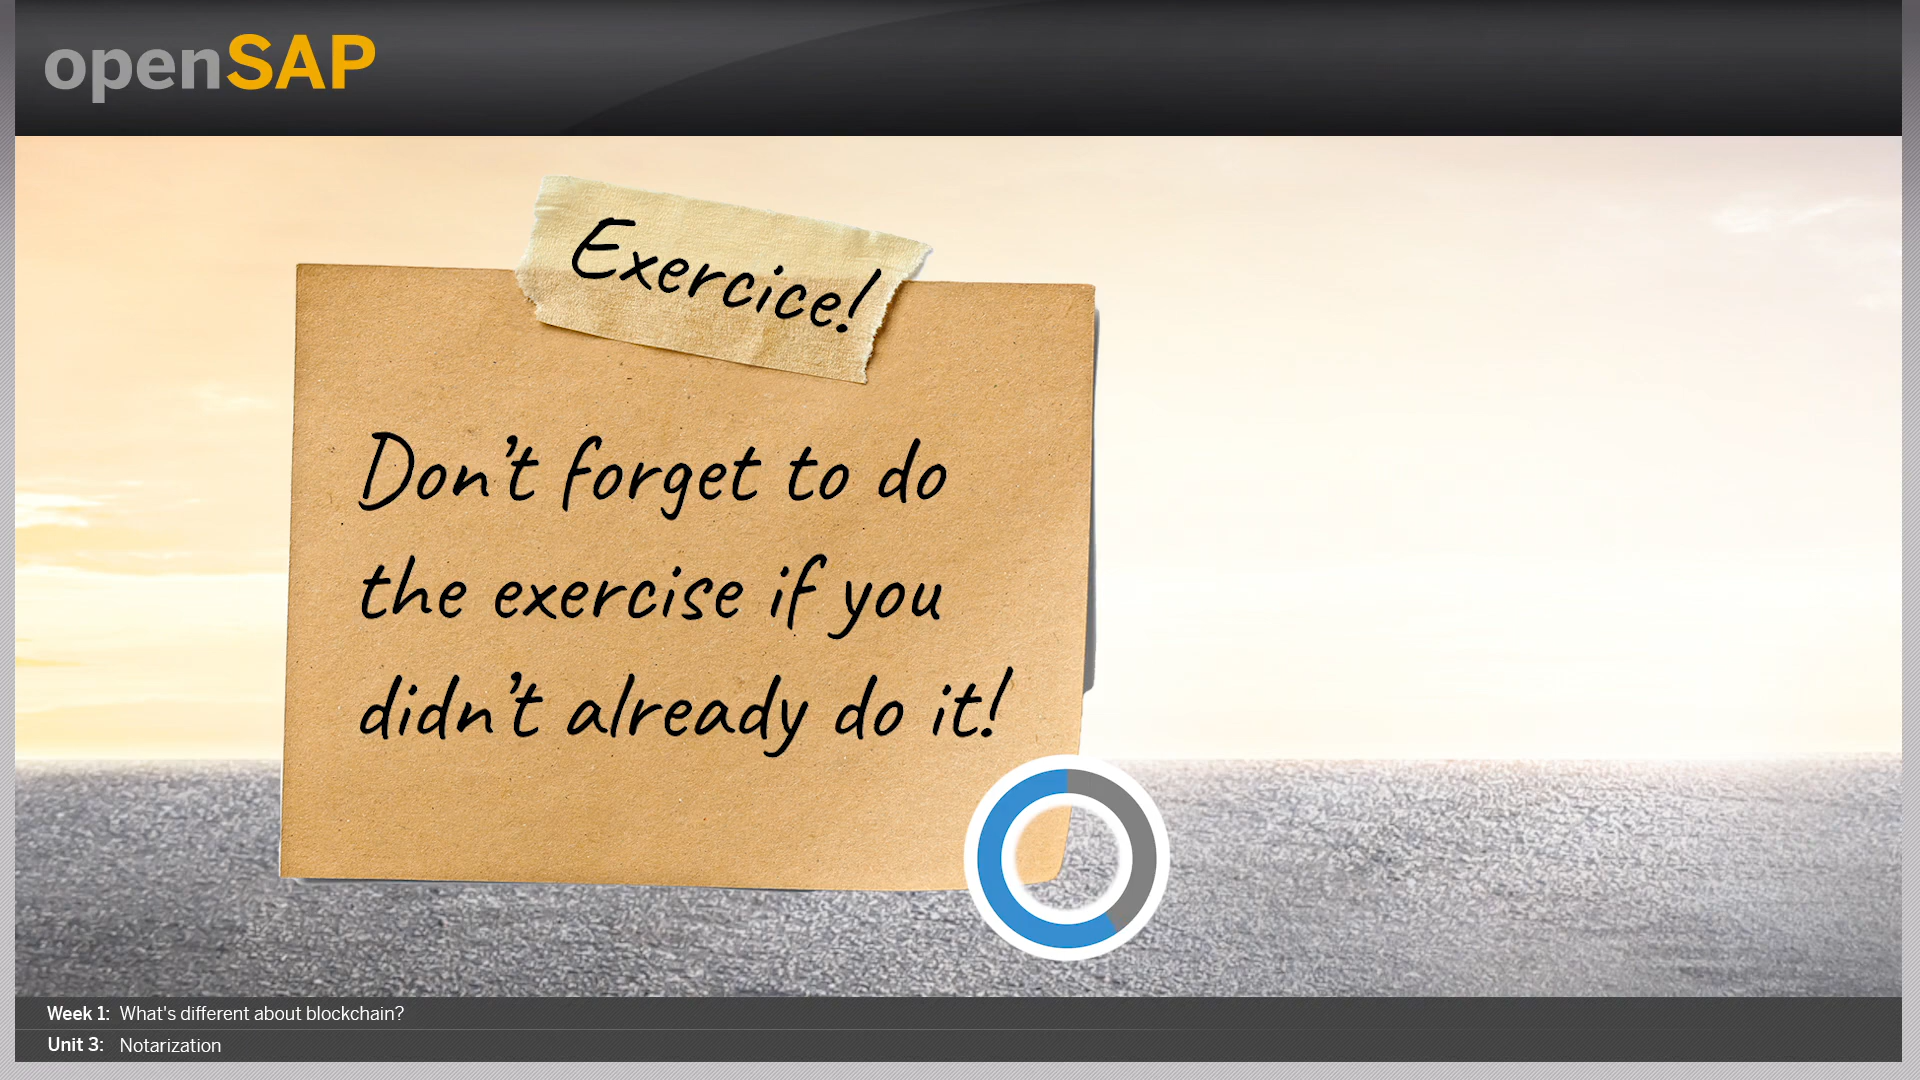 openSAP
Exercice!
Don't forget to do
the exercise if you
didn't already do it!
Week 1: What's different about blockchain?
Unit 3: Notarization